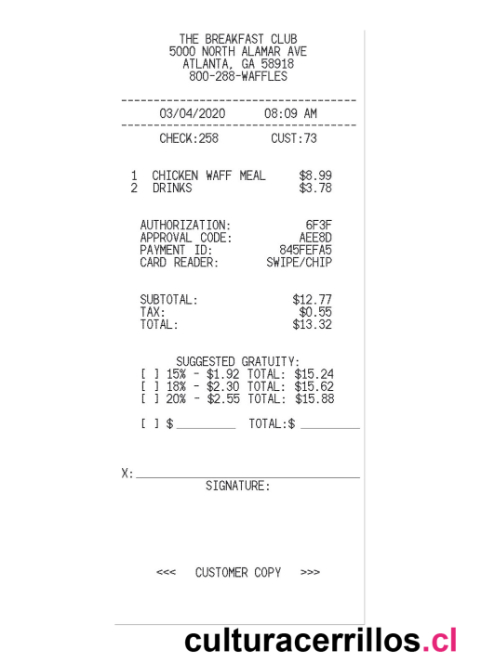 THE BREAKFAST CLUB
5000 NORTH ALAMAR AVE
ATLANTA, GA 58918
800-288-WAFFLES
03/04/2020 08:09 AM
CHECK:258 CUST:73
1 CHICKEN WAFF MEAL $8.99
2 DRINKS $3.78
AUTHORIZATION: 6F3F
APPROVAL CODE: AEE8D
PAYMENT ID: 845FEFA5
CARD READER: SWIPE/CHIP
SUBTOTAL: $12.77
TAX: $0.55
TOTAL: $13.32
SUGGESTED GRATUITY:
[ ] 15% - $1.92 TOTAL: $15.24
[ ] 18% - $2.30 TOTAL: $15.62
[ ] 20% - $2.55 TOTAL: $15.88
[ ] $ ________ TOTAL:$ ________
X: ________________________________
SIGNATURE:
<<< CUSTOMER COPY >>>
culturacerrillos.cl